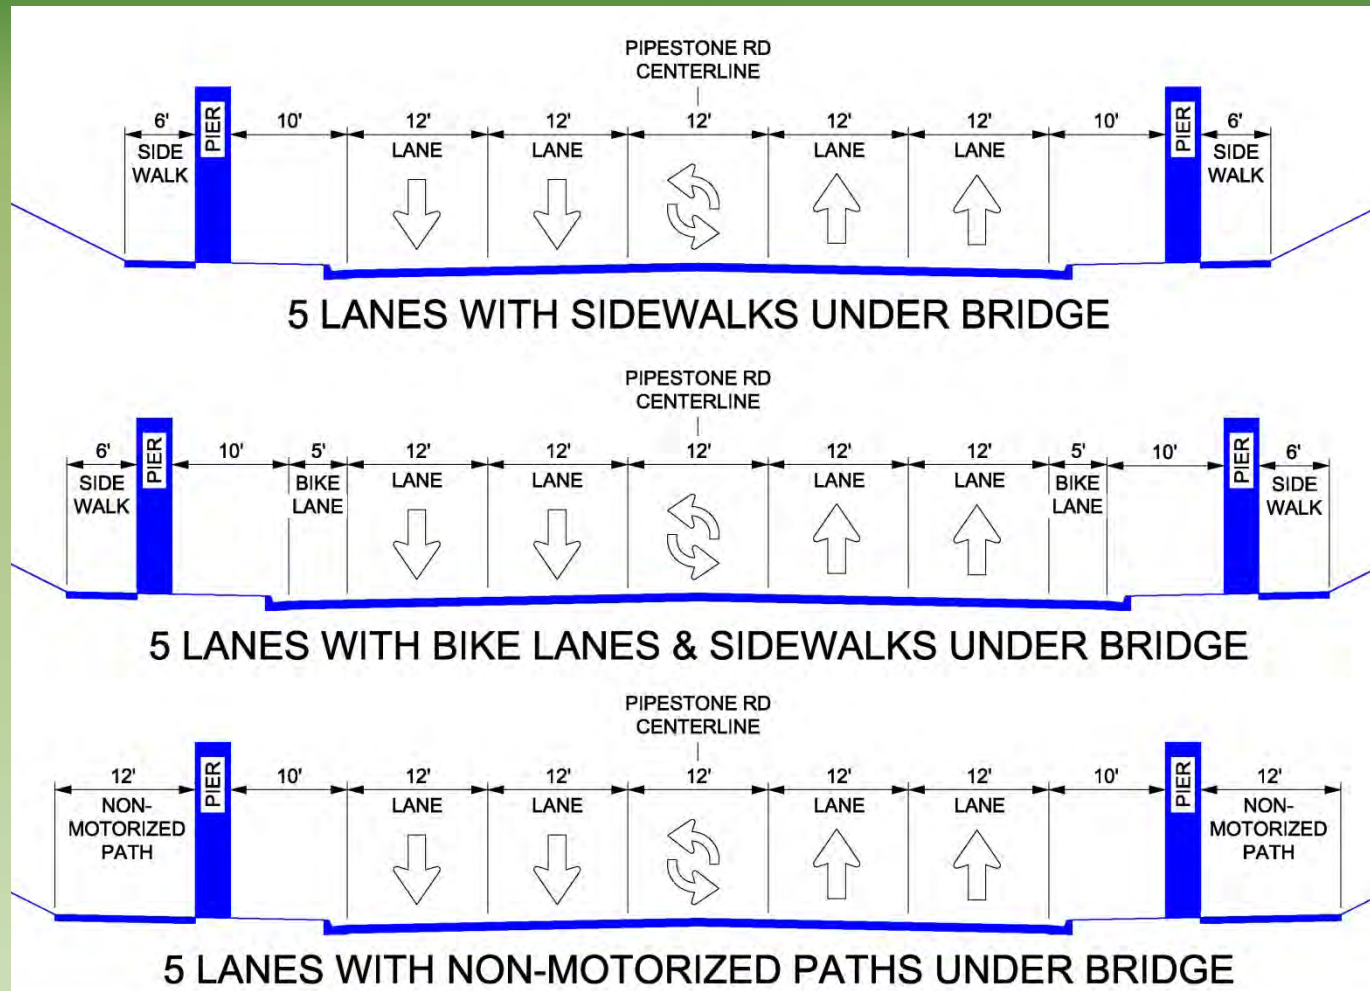 PIPESTONE RD
CENTERLINE
6' 10' 12' 12' 12' 12' 12' 10' 6'
SIDE WALK
PIER
LANE
LANE
LANE
LANE
PIER
SIDE WALK
5 LANES WITH SIDEWALKS UNDER BRIDGE
PIPESTONE RD
CENTERLINE
6' 10' 5' 12' 12' 12' 12' 12' 5' 10' 6'
SIDE WALK
PIER
BIKE LANE
LANE
LANE
LANE
LANE
BIKE LANE
PIER
SIDE WALK
5 LANES WITH BIKE LANES & SIDEWALKS UNDER BRIDGE
PIPESTONE RD
CENTERLINE
12' 10' 12' 12' 12' 12' 12' 10' 12'
NON-
MOTORIZED
PATH
PIER
LANE
LANE
LANE
LANE
PIER
NON-
MOTORIZED
PATH
5 LANES WITH NON-MOTORIZED PATHS UNDER BRIDGE